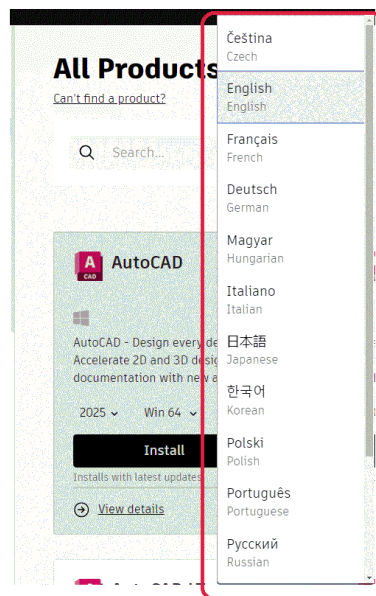 All Products
Can't find a product?
Search...
A
CAD
AutoCAD
AutoCAD - Design every de
Accelerate 2D and 3D desig
documentation with new a
2025
Win 64
Install
Installs with latest updates
View details
Čeština
Czech
English
English
Français
French
Deutsch
German
Magyar
Hungarian
Italiano
Italian
日本語
Japanese
한국어
Korean
Polski
Polish
Português
Portuguese
Русский
Russian